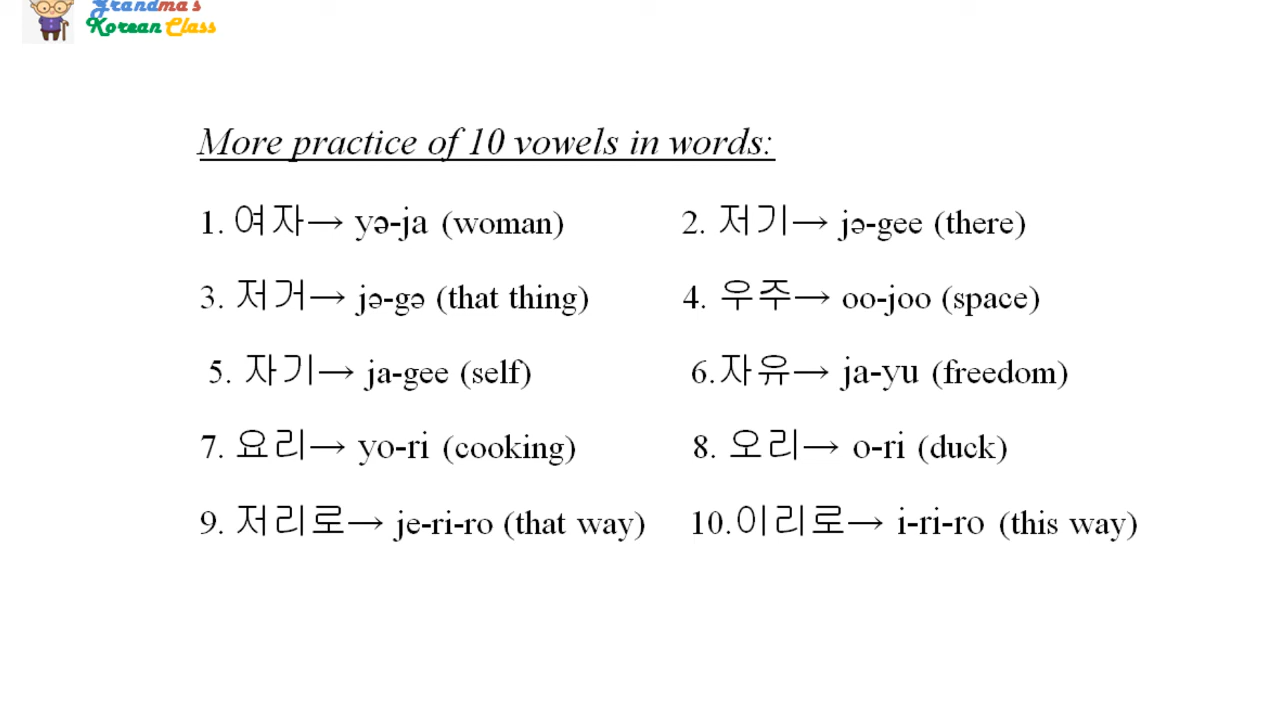 Grandma's
Korean Class
More practice of 10 vowels in words:
1. 여자→ yə-ja (woman) 2. 저기→ jə-gee (there)
3. 저거→ jə-gə (that thing) 4. 우주→ oo-joo (space)
5. 자기→ ja-gee (self) 6.자유→ ja-yu (freedom)
7. 요리→ yo-ri (cooking) 8. 오리→ o-ri (duck)
9. 저리로→ je-ri-ro (that way) 10.이리로→ i-ri-ro (this way)